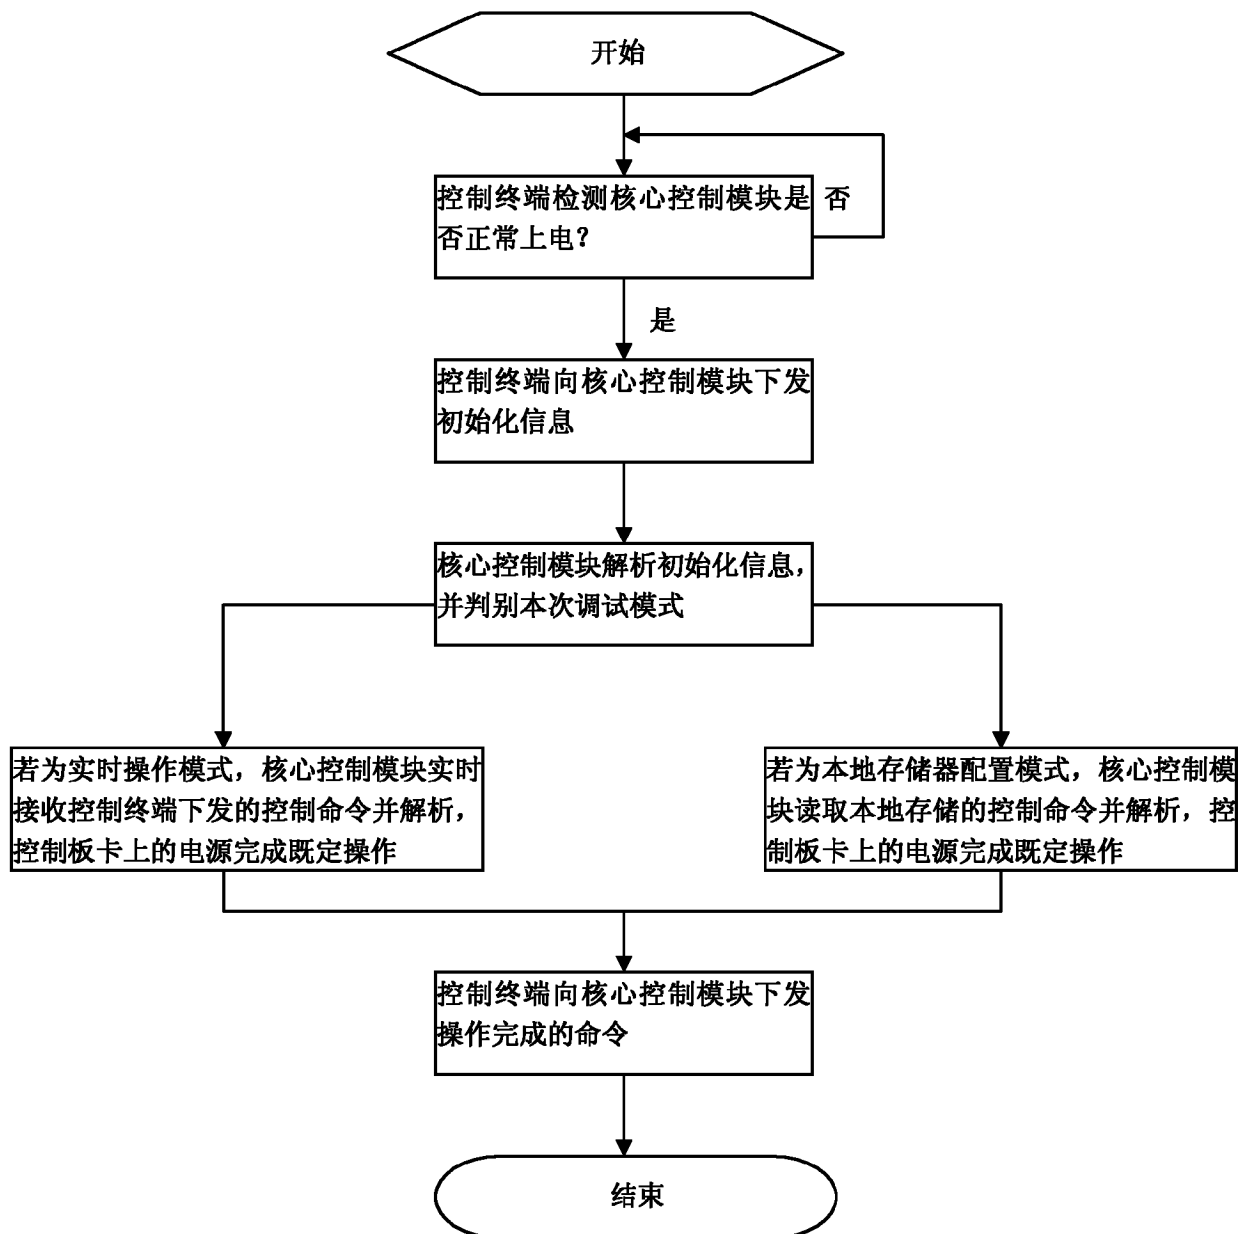 开始
控制终端检测核心控制模块是
否正常上电？
否
是
控制终端向核心控制模块下发
初始化信息
核心控制模块解析初始化信息，
并判别本次调试模式
若为实时操作模式，核心控制模块实时
接收控制终端下发的控制命令并解析，
控制板卡上的电源完成既定操作
若为本地存储器配置模式，核心控制模
块读取本地存储的控制命令并解析，控
制板卡上的电源完成既定操作
控制终端向核心控制模块下发
操作完成的命令
结束